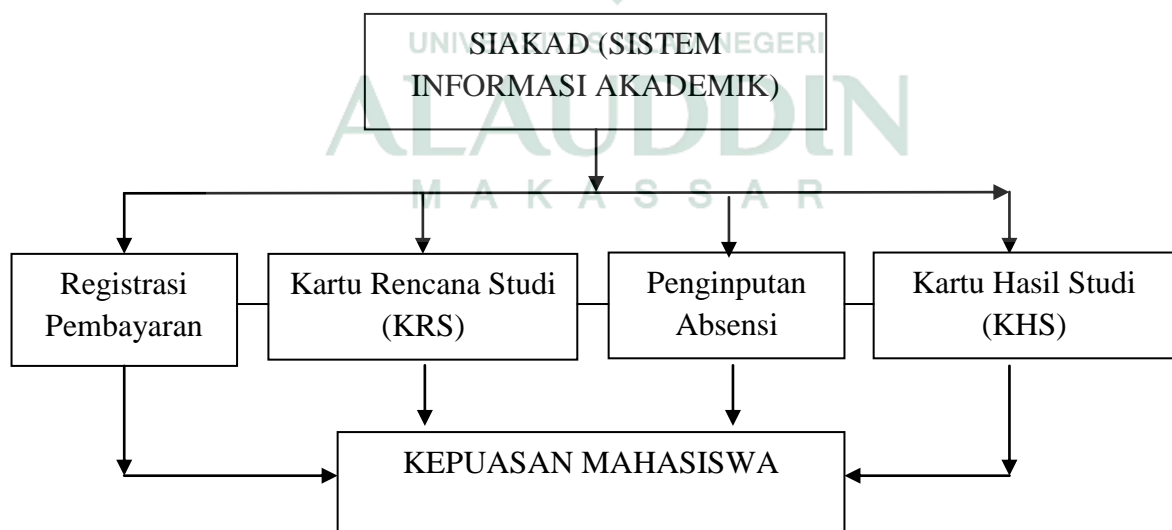 UNIVERSITAS ISLAM NEGERI
SIAKAD (SISTEM
INFORMASI AKADEMIK)
ALAUDDIN
MAKASSAR
Registrasi
Pembayaran
Kartu Rencana Studi
(KRS)
Penginputan
Absensi
Kartu Hasil Studi
(KHS)
KEPUASAN MAHASISWA